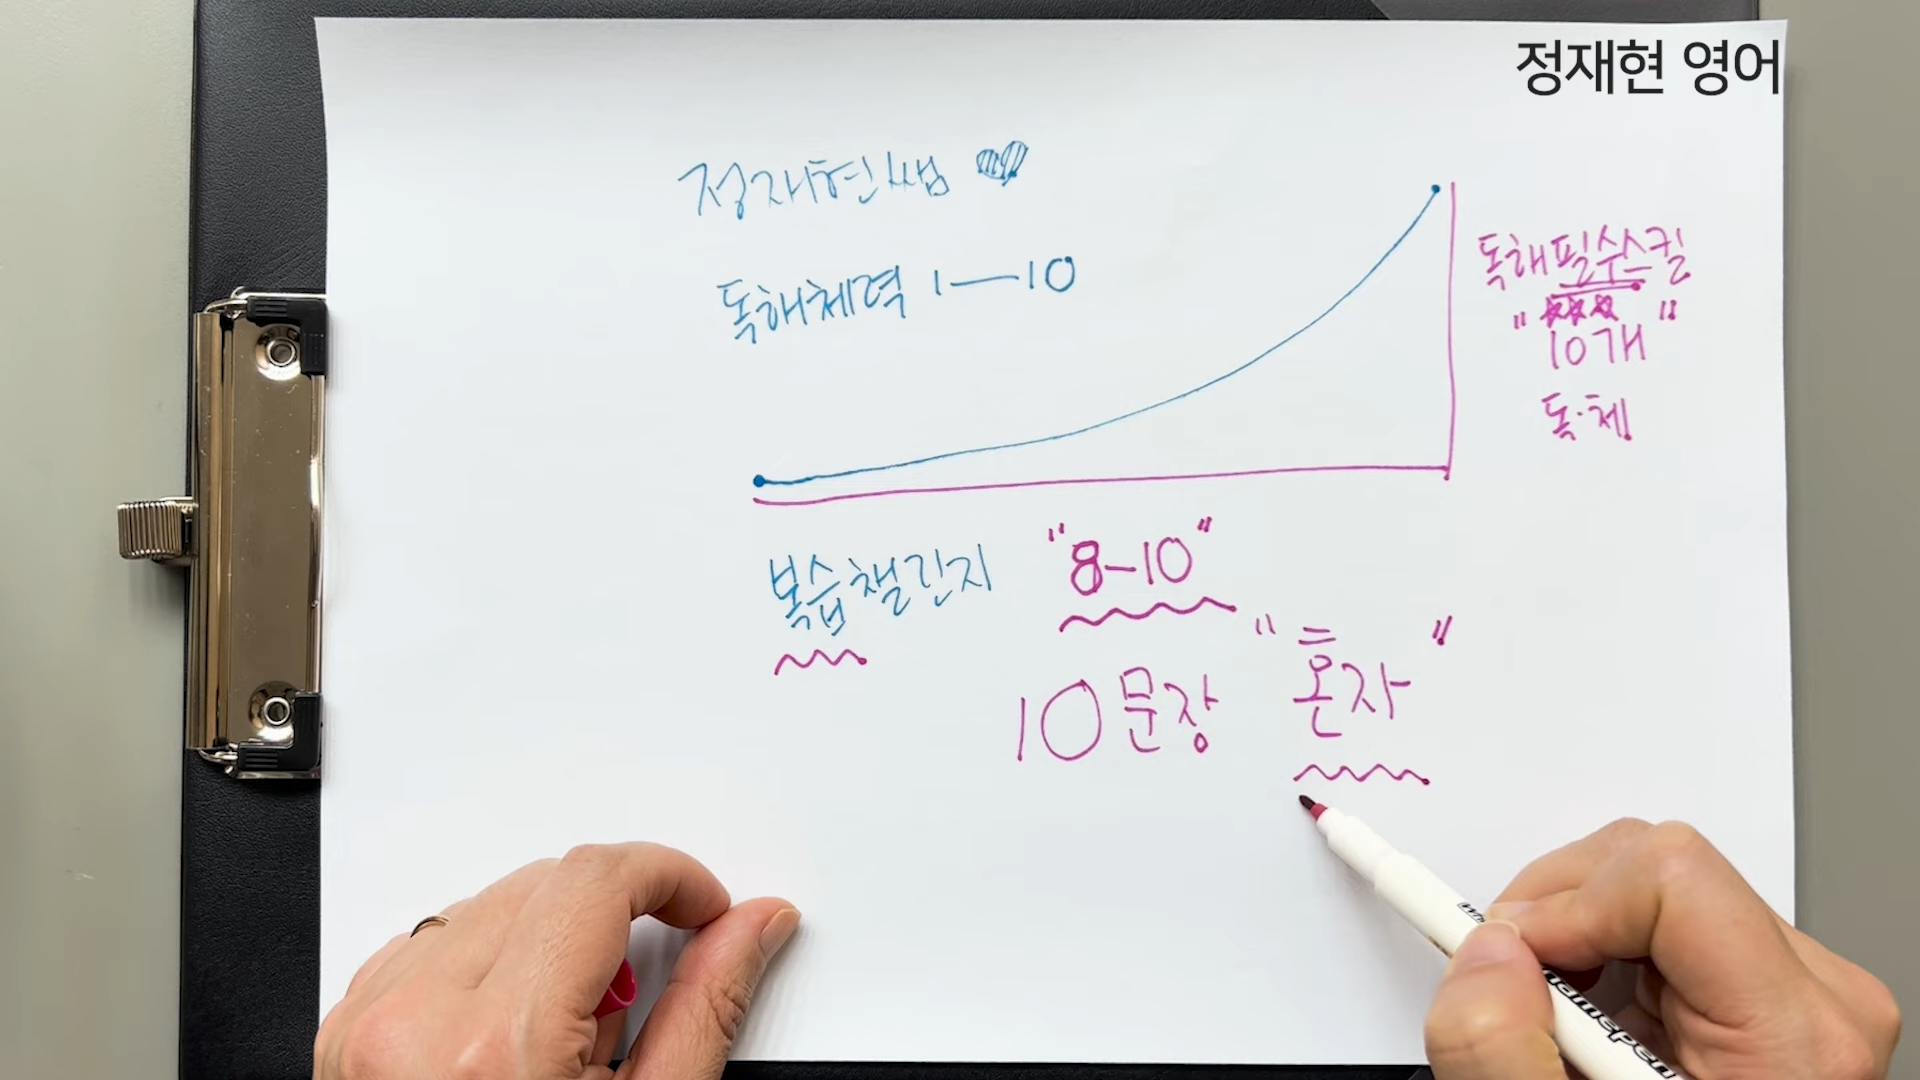 정재현 영어
정재현쌤
독해체력 1—10
독해필수스킬
"10개"
독·체
복습챌린지 "8-10"
10문장 "혼자"
namepen